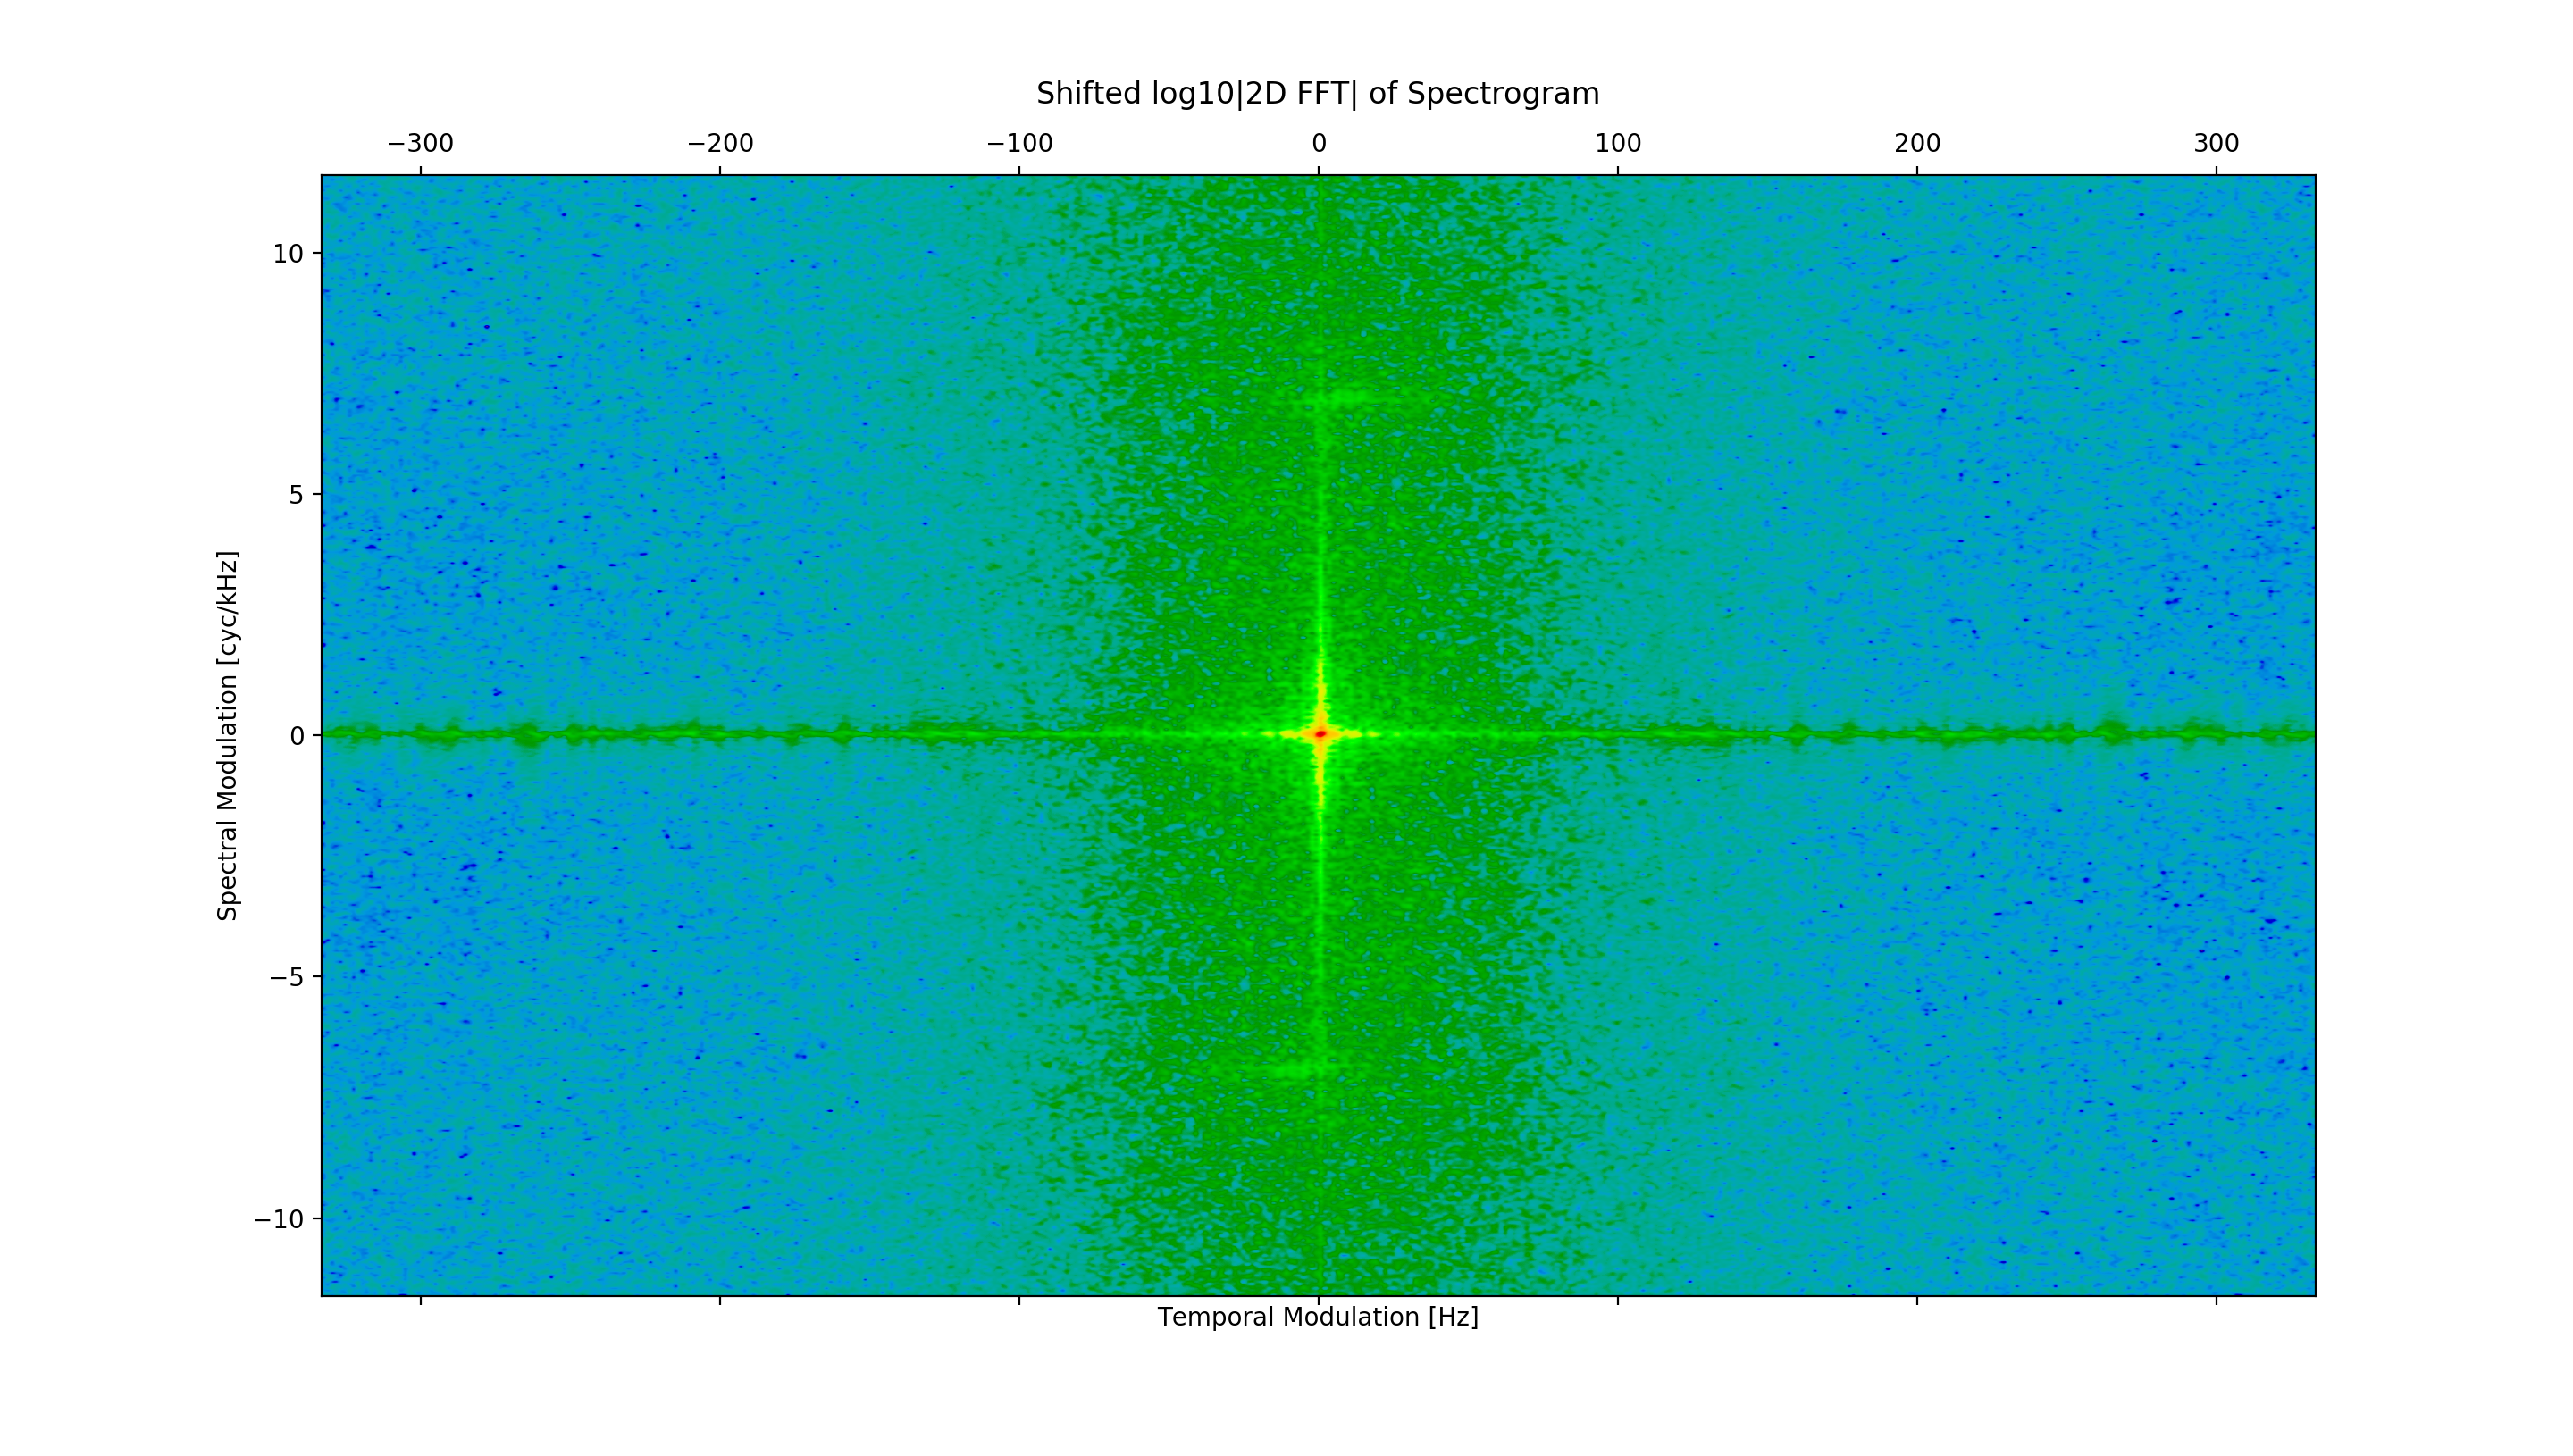 Shifted log10|2D FFT| of Spectrogram
−300 −200 −100 0 100 200 300
10
5
0
−5
−10
Spectral Modulation [cyc/kHz]
Temporal Modulation [Hz]